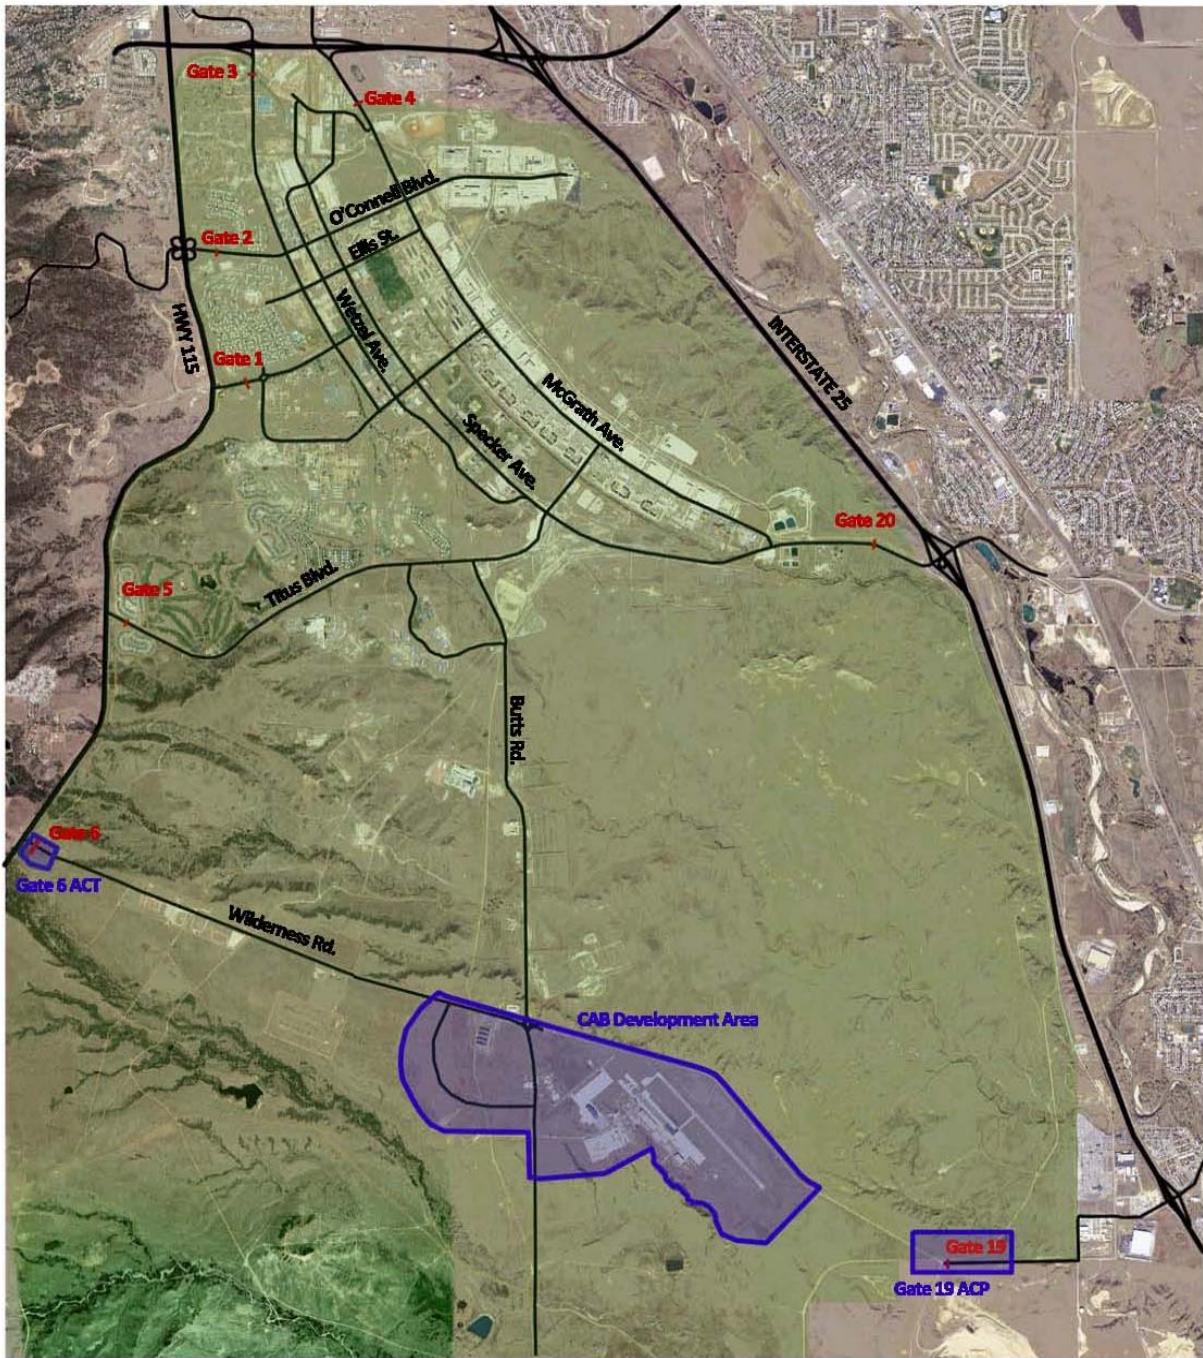 Gate 3
Gate 4
O'Connell Blvd.
Gate 2
Ellis St.
HWY 115
Wetzel Ave.
INTERSTATE 25
Gate 1
McGrath Ave.
Specker Ave.
Gate 20
Gate 5
Titus Blvd.
Butts Rd.
Gate 6
Gate 6 ACT
Wilderness Rd.
CAB Development Area
Gate 19
Gate 19 ACP